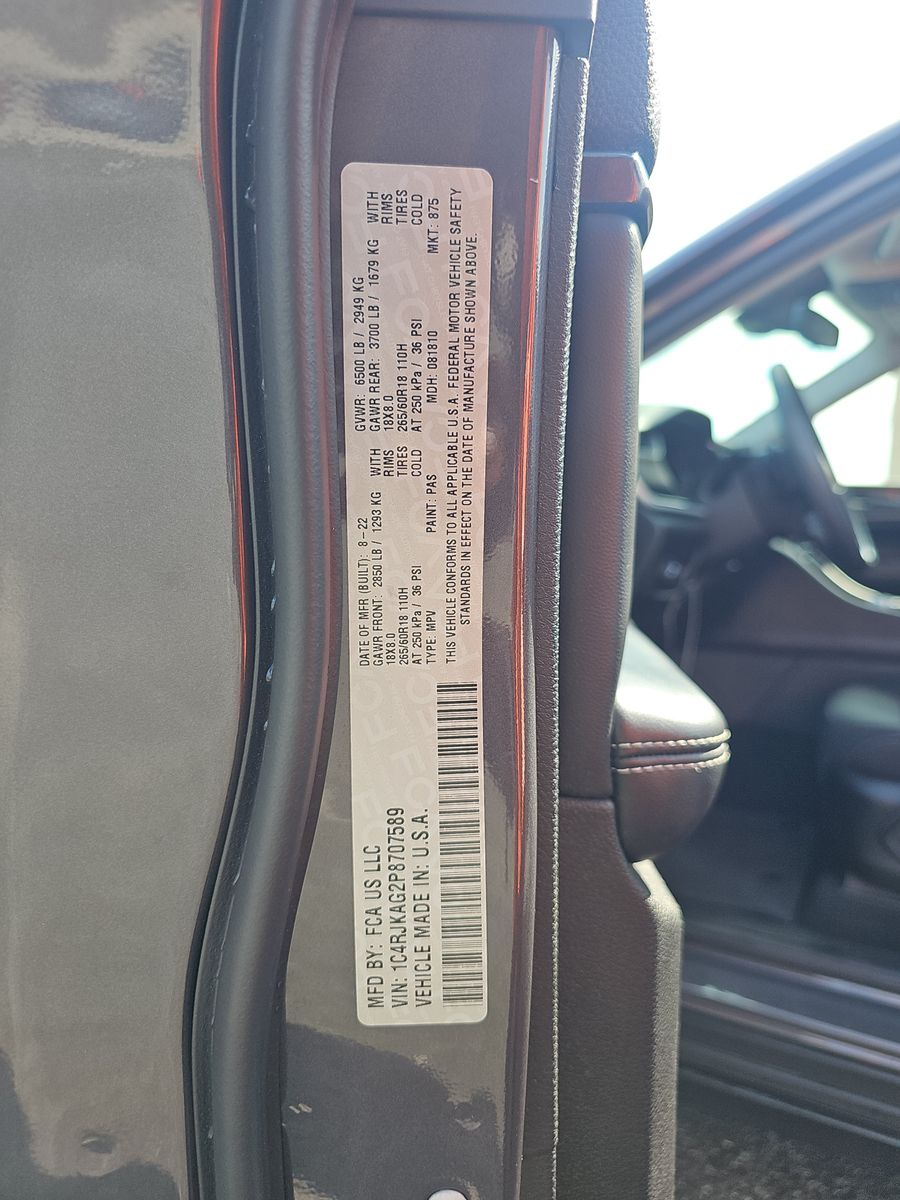 MFD BY: FCA US LLC
VIN: 1C4RJKAG2P8707589
VEHICLE MADE IN: U.S.A.
DATE OF MFR (BUILT): 8-22 GVWR: 6500 LB / 2949 KG
GAWR FRONT: 2850 LB / 1293 KG WITH GAWR REAR: 3700 LB / 1679 KG WITH
18X8.0 RIMS 18X8.0 RIMS
265/60R18 110H TIRES 265/60R18 110H TIRES
AT 250 kPa / 36 PSI COLD AT 250 kPa / 36 PSI COLD
TYPE: MPV PAINT: PAS MDH: 081810 MKT: 875
THIS VEHICLE CONFORMS TO ALL APPLICABLE U.S.A. FEDERAL MOTOR VEHICLE SAFETY
STANDARDS IN EFFECT ON THE DATE OF MANUFACTURE SHOWN ABOVE.